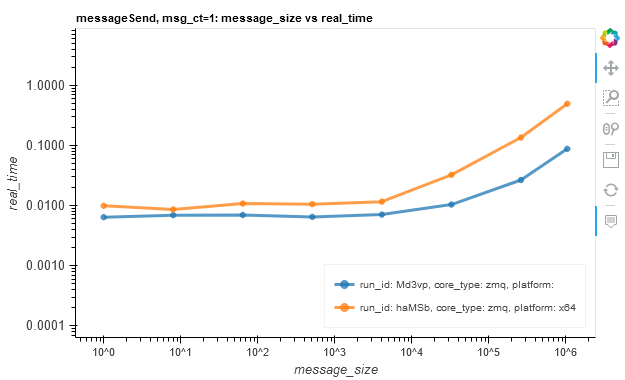 messageSend, msg_ct=1: message_size vs real_time
1.0000
0.1000
0.0100
0.0010
0.0001
real_time
run_id: Md3vp, core_type: zmq, platform:
run_id: haMSb, core_type: zmq, platform: x64
10^0 10^1 10^2 10^3 10^4 10^5 10^6
message_size